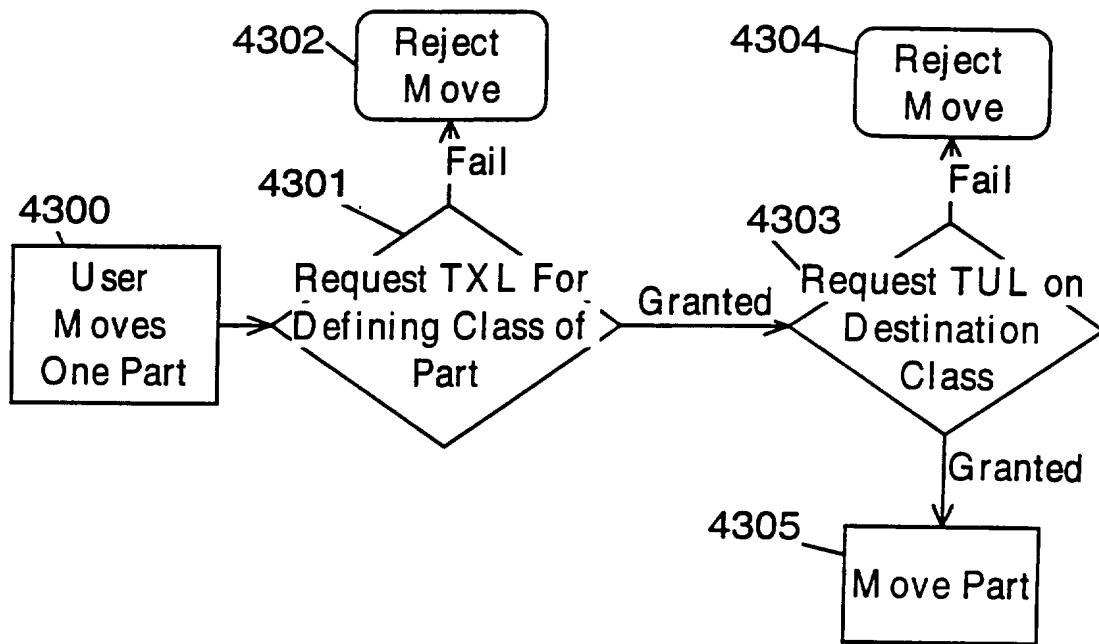 4302
Reject
Move
4304
Reject
Move
Fail
Fail
4301
4300
User
Moves
One Part
Request TXL For
Defining Class of
Part
Granted
4303
Request TUL on
Destination
Class
Granted
4305
Move Part